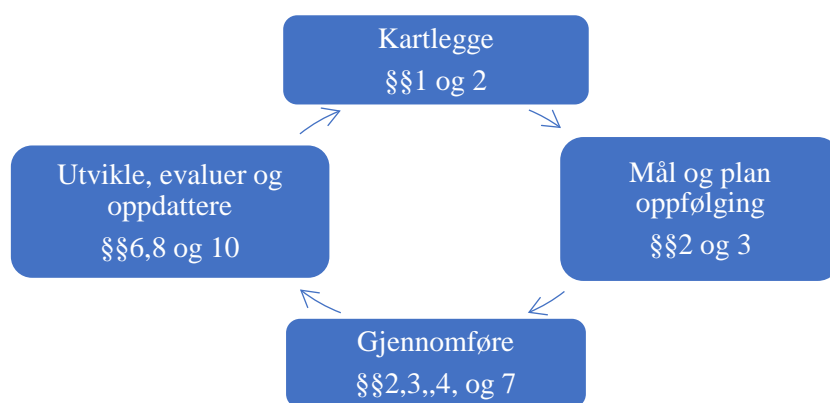 Kartlegge
§§1 og 2
Mål og plan
oppfølging
§§2 og 3
Gjennomføre
§§2,3,,4, og 7
Utvikle, evaluer og
oppdattere
§§6,8 og 10